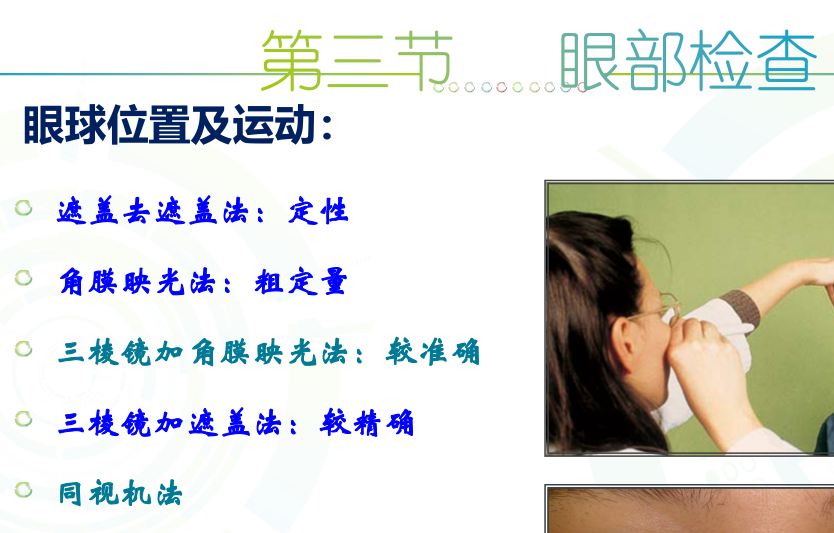 第三节 眼部检查
眼球位置及运动：
遮盖去遮盖法：定性
角膜映光法：粗定量
三棱镜加角膜映光法：较准确
三棱镜加遮盖法：较精确
同视机法